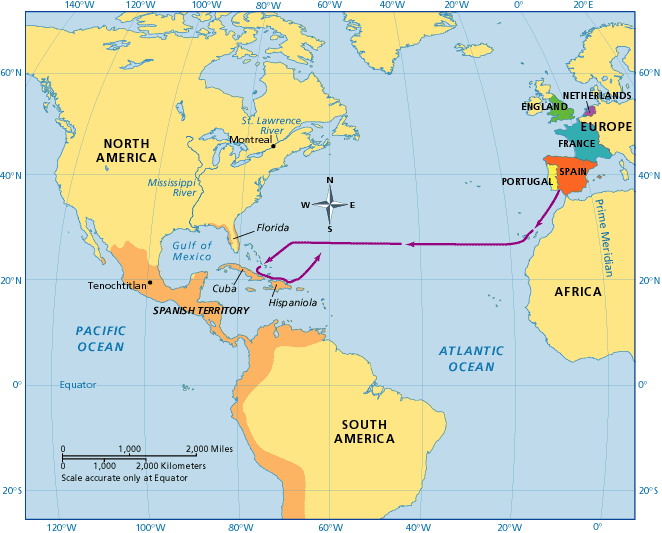 140°W 120°W 100°W 80°W 60°W 40°W 20°W 0° 20°E
60°N 60°N
NETHERLANDS
ENGLAND
EUROPE
St. Lawrence
River
Montreal
FRANCE
NORTH
AMERICA
SPAIN
40°N 40°N
PORTUGAL
Mississippi
River
N
W E
S
Prime Meridian
Florida
Gulf of
Mexico
20°N 20°N
Tenochtitlan
Cuba
Hispaniola
AFRICA
SPANISH TERRITORY
PACIFIC
OCEAN
ATLANTIC
OCEAN
0° Equator 0°
SOUTH
AMERICA
0 1,000 2,000 Miles
0 1,000 2,000 Kilometers
Scale accurate only at Equator
20°S 20°S
120°W 100°W 80°W 60°W 40°W 20°W 0°